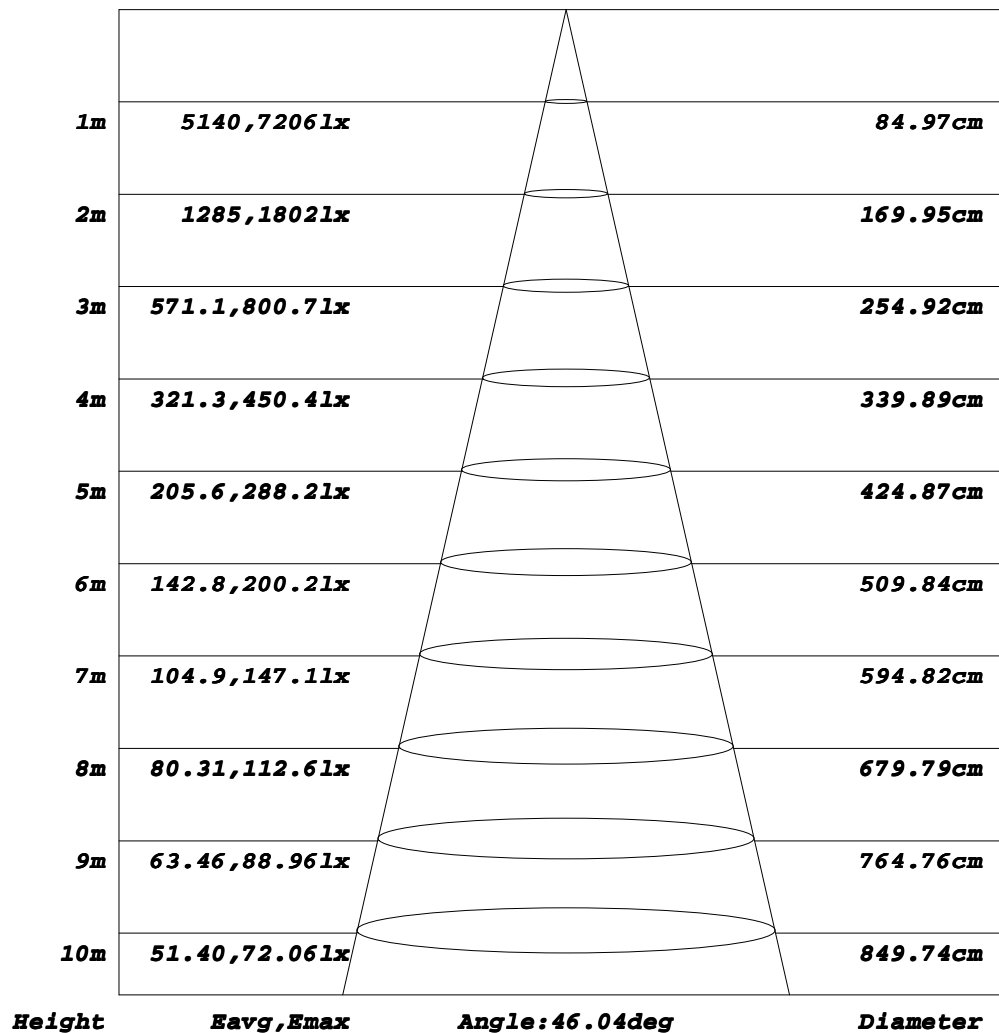 1m 5140,7206lx 84.97cm
2m 1285,1802lx 169.95cm
3m 571.1,800.7lx 254.92cm
4m 321.3,450.4lx 339.89cm
5m 205.6,288.2lx 424.87cm
6m 142.8,200.2lx 509.84cm
7m 104.9,147.1lx 594.82cm
8m 80.31,112.6lx 679.79cm
9m 63.46,88.96lx 764.76cm
10m 51.40,72.06lx 849.74cm
Height Eavg,Emax Angle:46.04deg Diameter